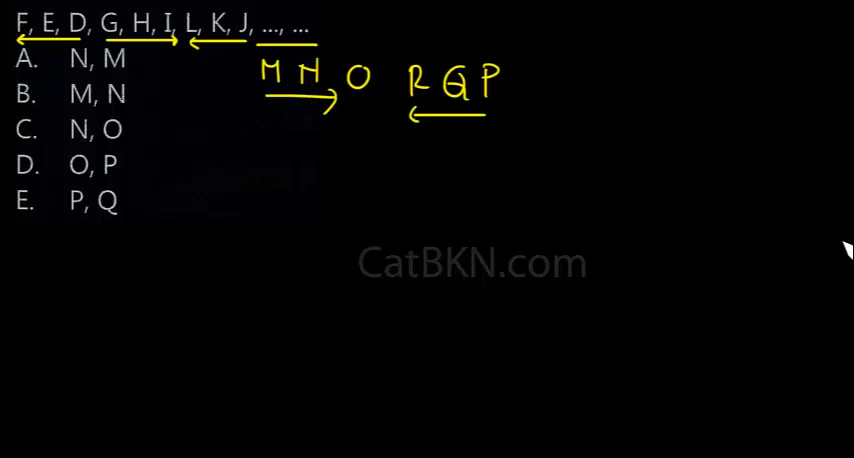 F, E, D, G, H, I, L, K, J, ..., ...
A. N, M
B. M, N
C. N, O
D. O, P
E. P, Q
M N O R Q P
CatBKN.com